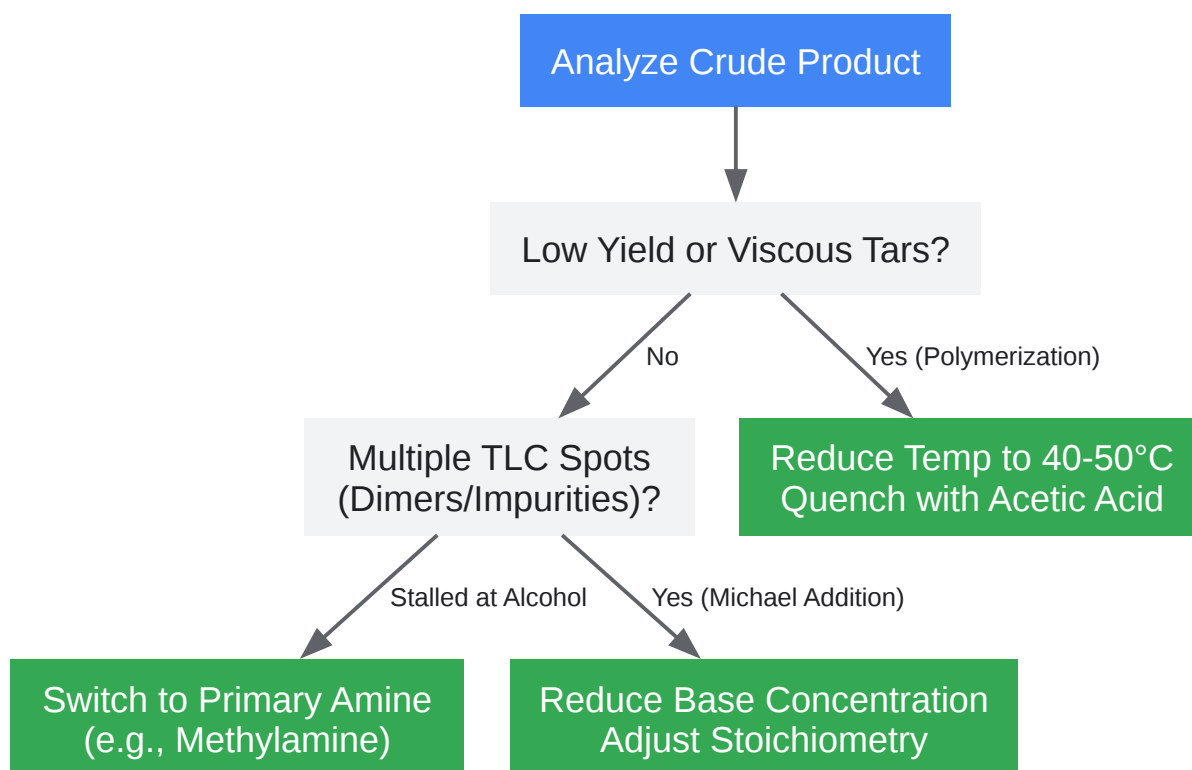 Analyze Crude Product
Low Yield or Viscous Tars?
No
Yes (Polymerization)
Multiple TLC Spots
(Dimers/Impurities)?
Reduce Temp to 40-50°C
Quench with Acetic Acid
Stalled at Alcohol
Yes (Michael Addition)
Switch to Primary Amine
(e.g., Methylamine)
Reduce Base Concentration
Adjust Stoichiometry